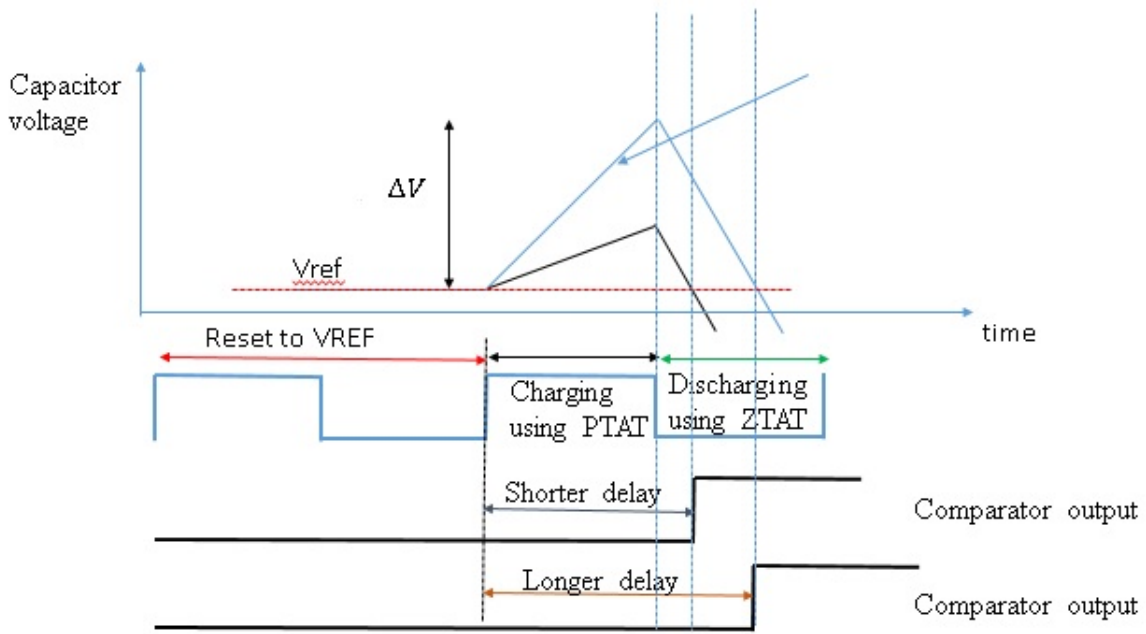 Capacitor
voltage
ΔV
Vref
time
Reset to VREF
Charging
using PTAT
Discharging
using ZTAT
Shorter delay
Comparator output
Longer delay
Comparator output